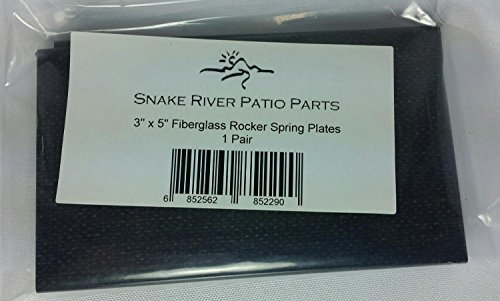 SNAKE RIVER PATIO PARTS
3" x 5" Fiberglass Rocker Spring Plates
1 Pair
6 852562 852290